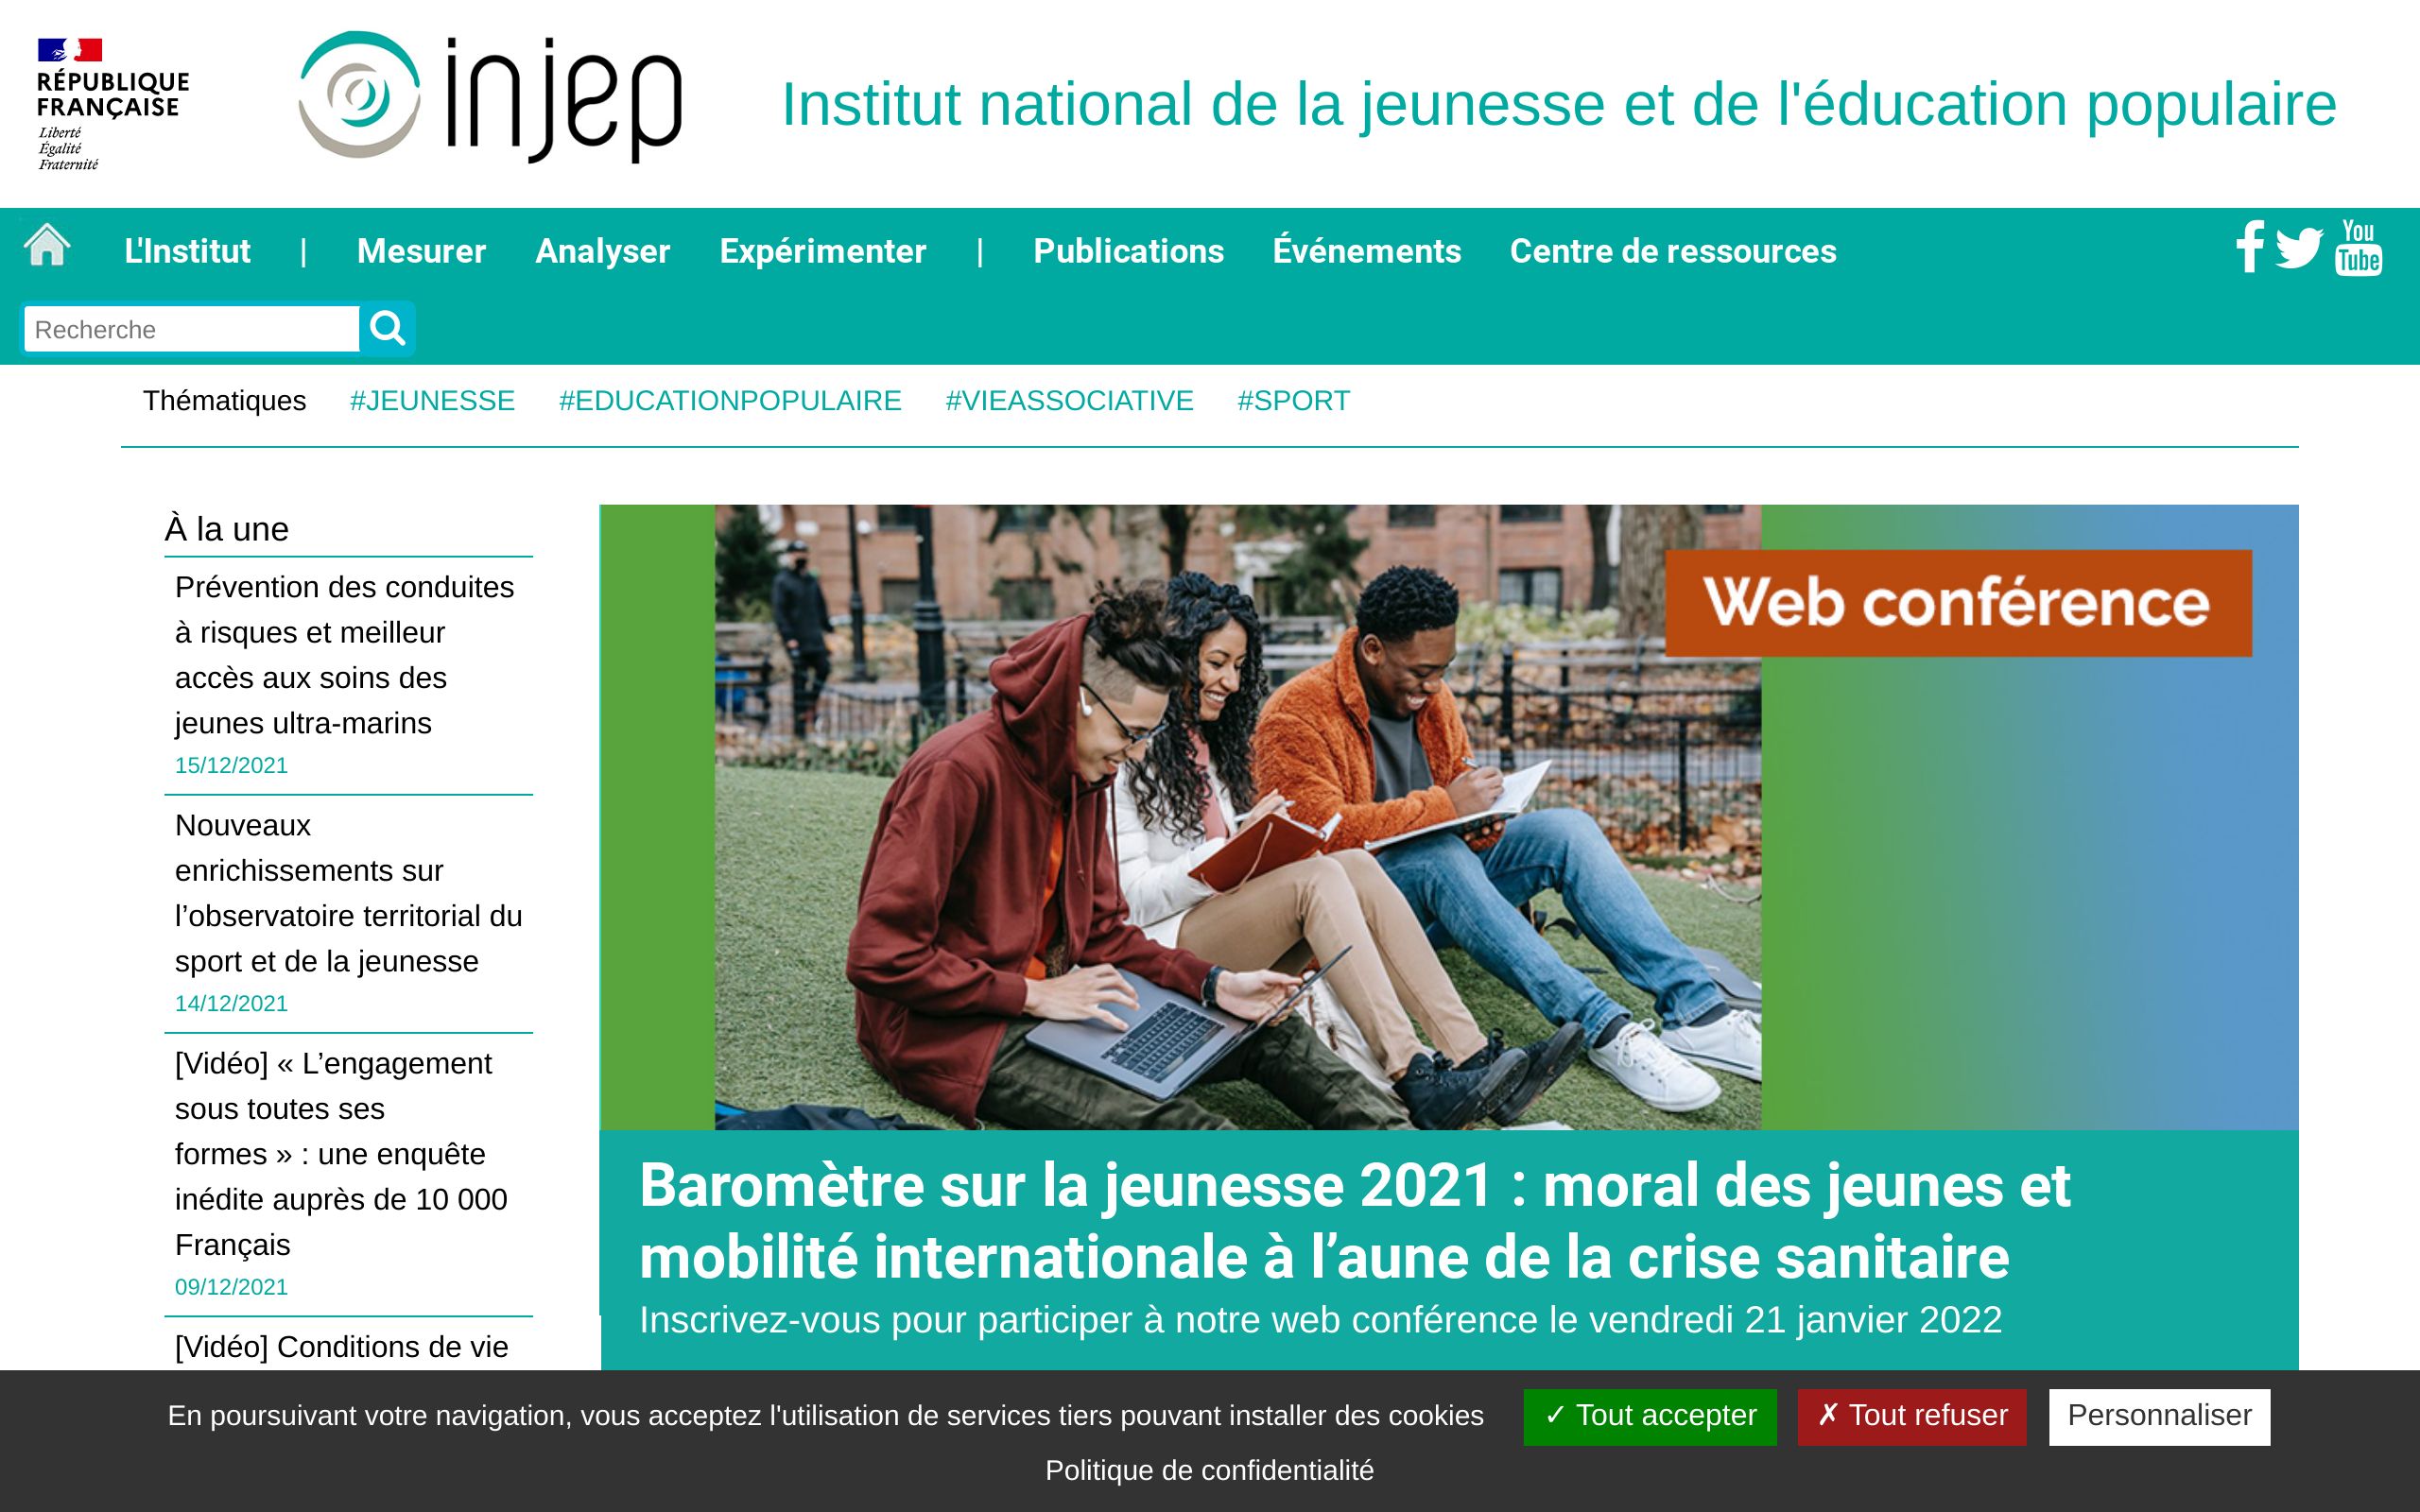 RÉPUBLIQUE
FRANÇAISE
Liberté
Égalité
Fraternité
injep
Institut national de la jeunesse et de l'éducation populaire
L'Institut | Mesurer Analyser Expérimenter | Publications Événements Centre de ressources
You
Tube
Recherche
Thématiques #JEUNESSE #EDUCATIONPOPULAIRE #VIEASSOCIATIVE #SPORT
À la une
Prévention des conduites
à risques et meilleur
accès aux soins des
jeunes ultra-marins
15/12/2021
Nouveaux
enrichissements sur
l’observatoire territorial du
sport et de la jeunesse
14/12/2021
[Vidéo] « L’engagement
sous toutes ses
formes » : une enquête
inédite auprès de 10 000
Français
09/12/2021
[Vidéo] Conditions de vie
Web conférence
Baromètre sur la jeunesse 2021 : moral des jeunes et
mobilité internationale à l’aune de la crise sanitaire
Inscrivez-vous pour participer à notre web conférence le vendredi 21 janvier 2022
En poursuivant votre navigation, vous acceptez l'utilisation de services tiers pouvant installer des cookies
✓ Tout accepter
✗ Tout refuser
Personnaliser
Politique de confidentialité